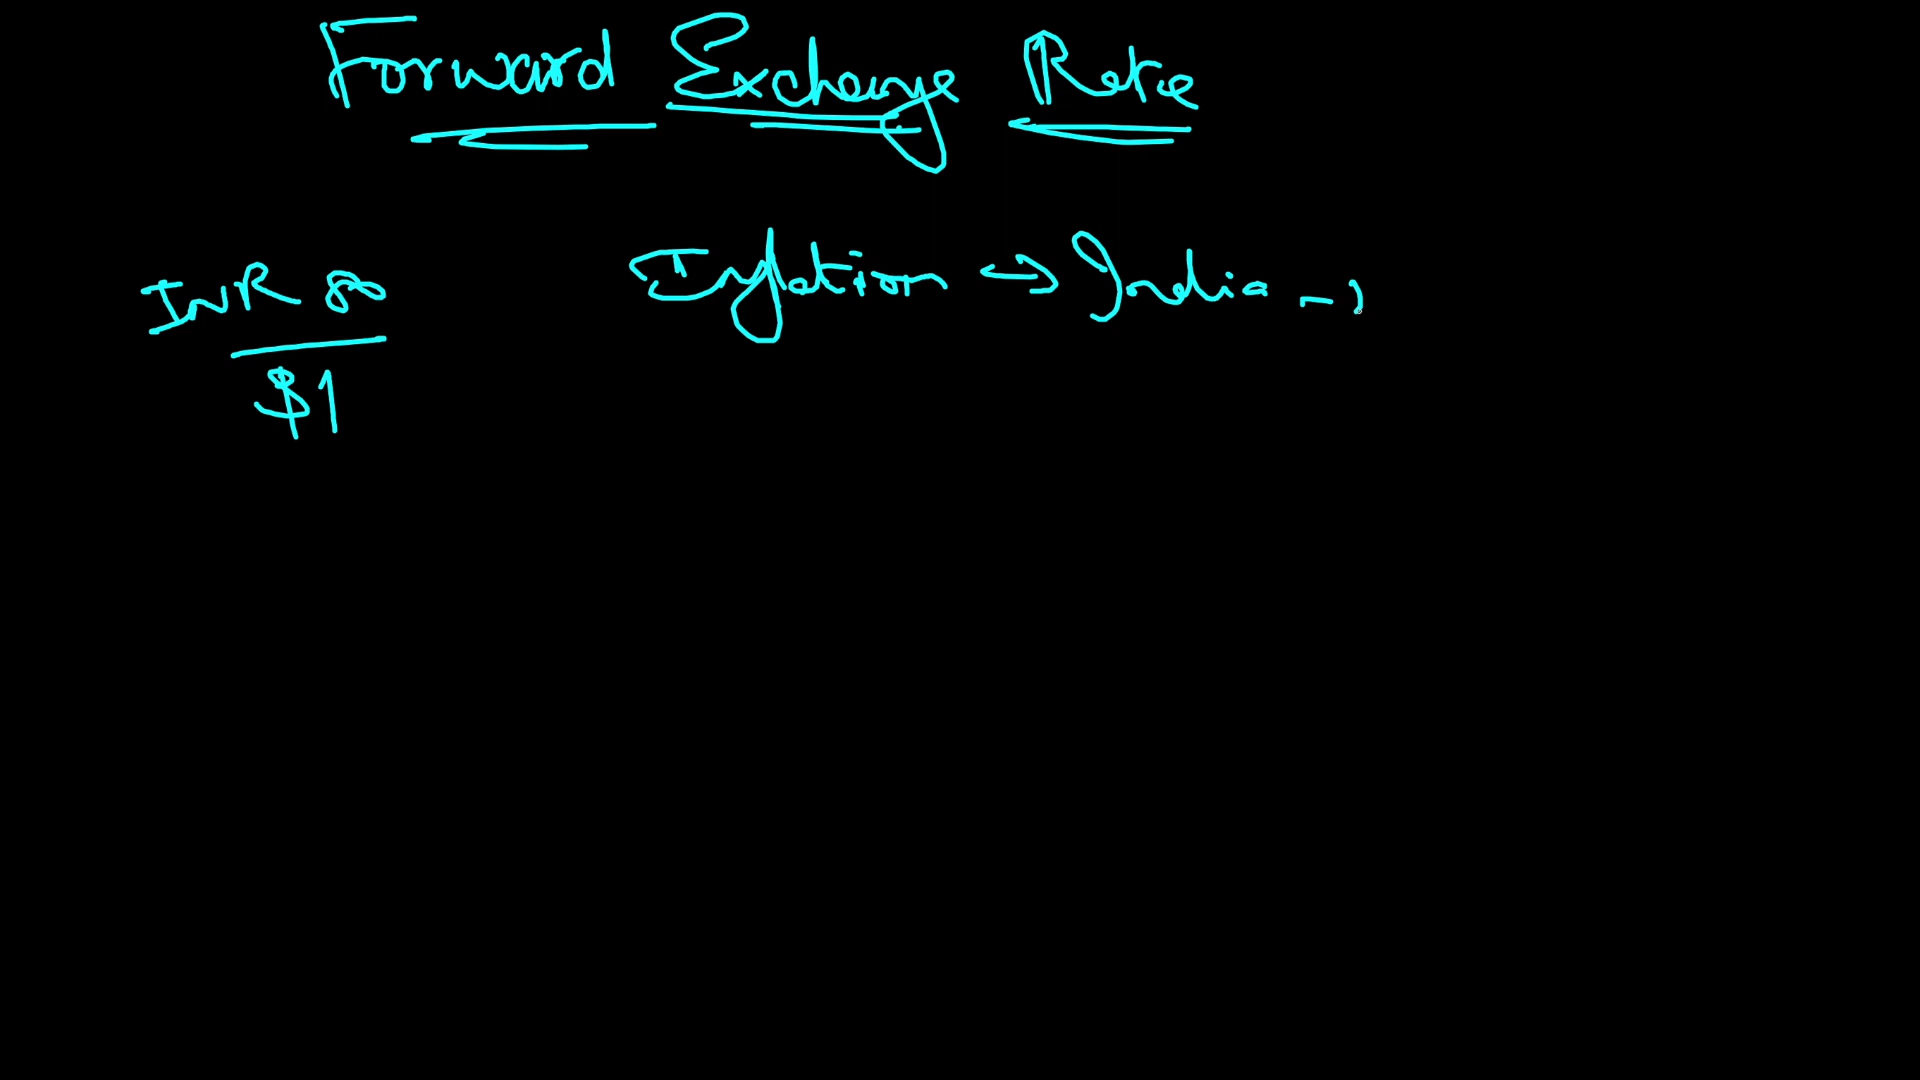 Forward Exchange Rate
Inflation → India -
INR 80
$1